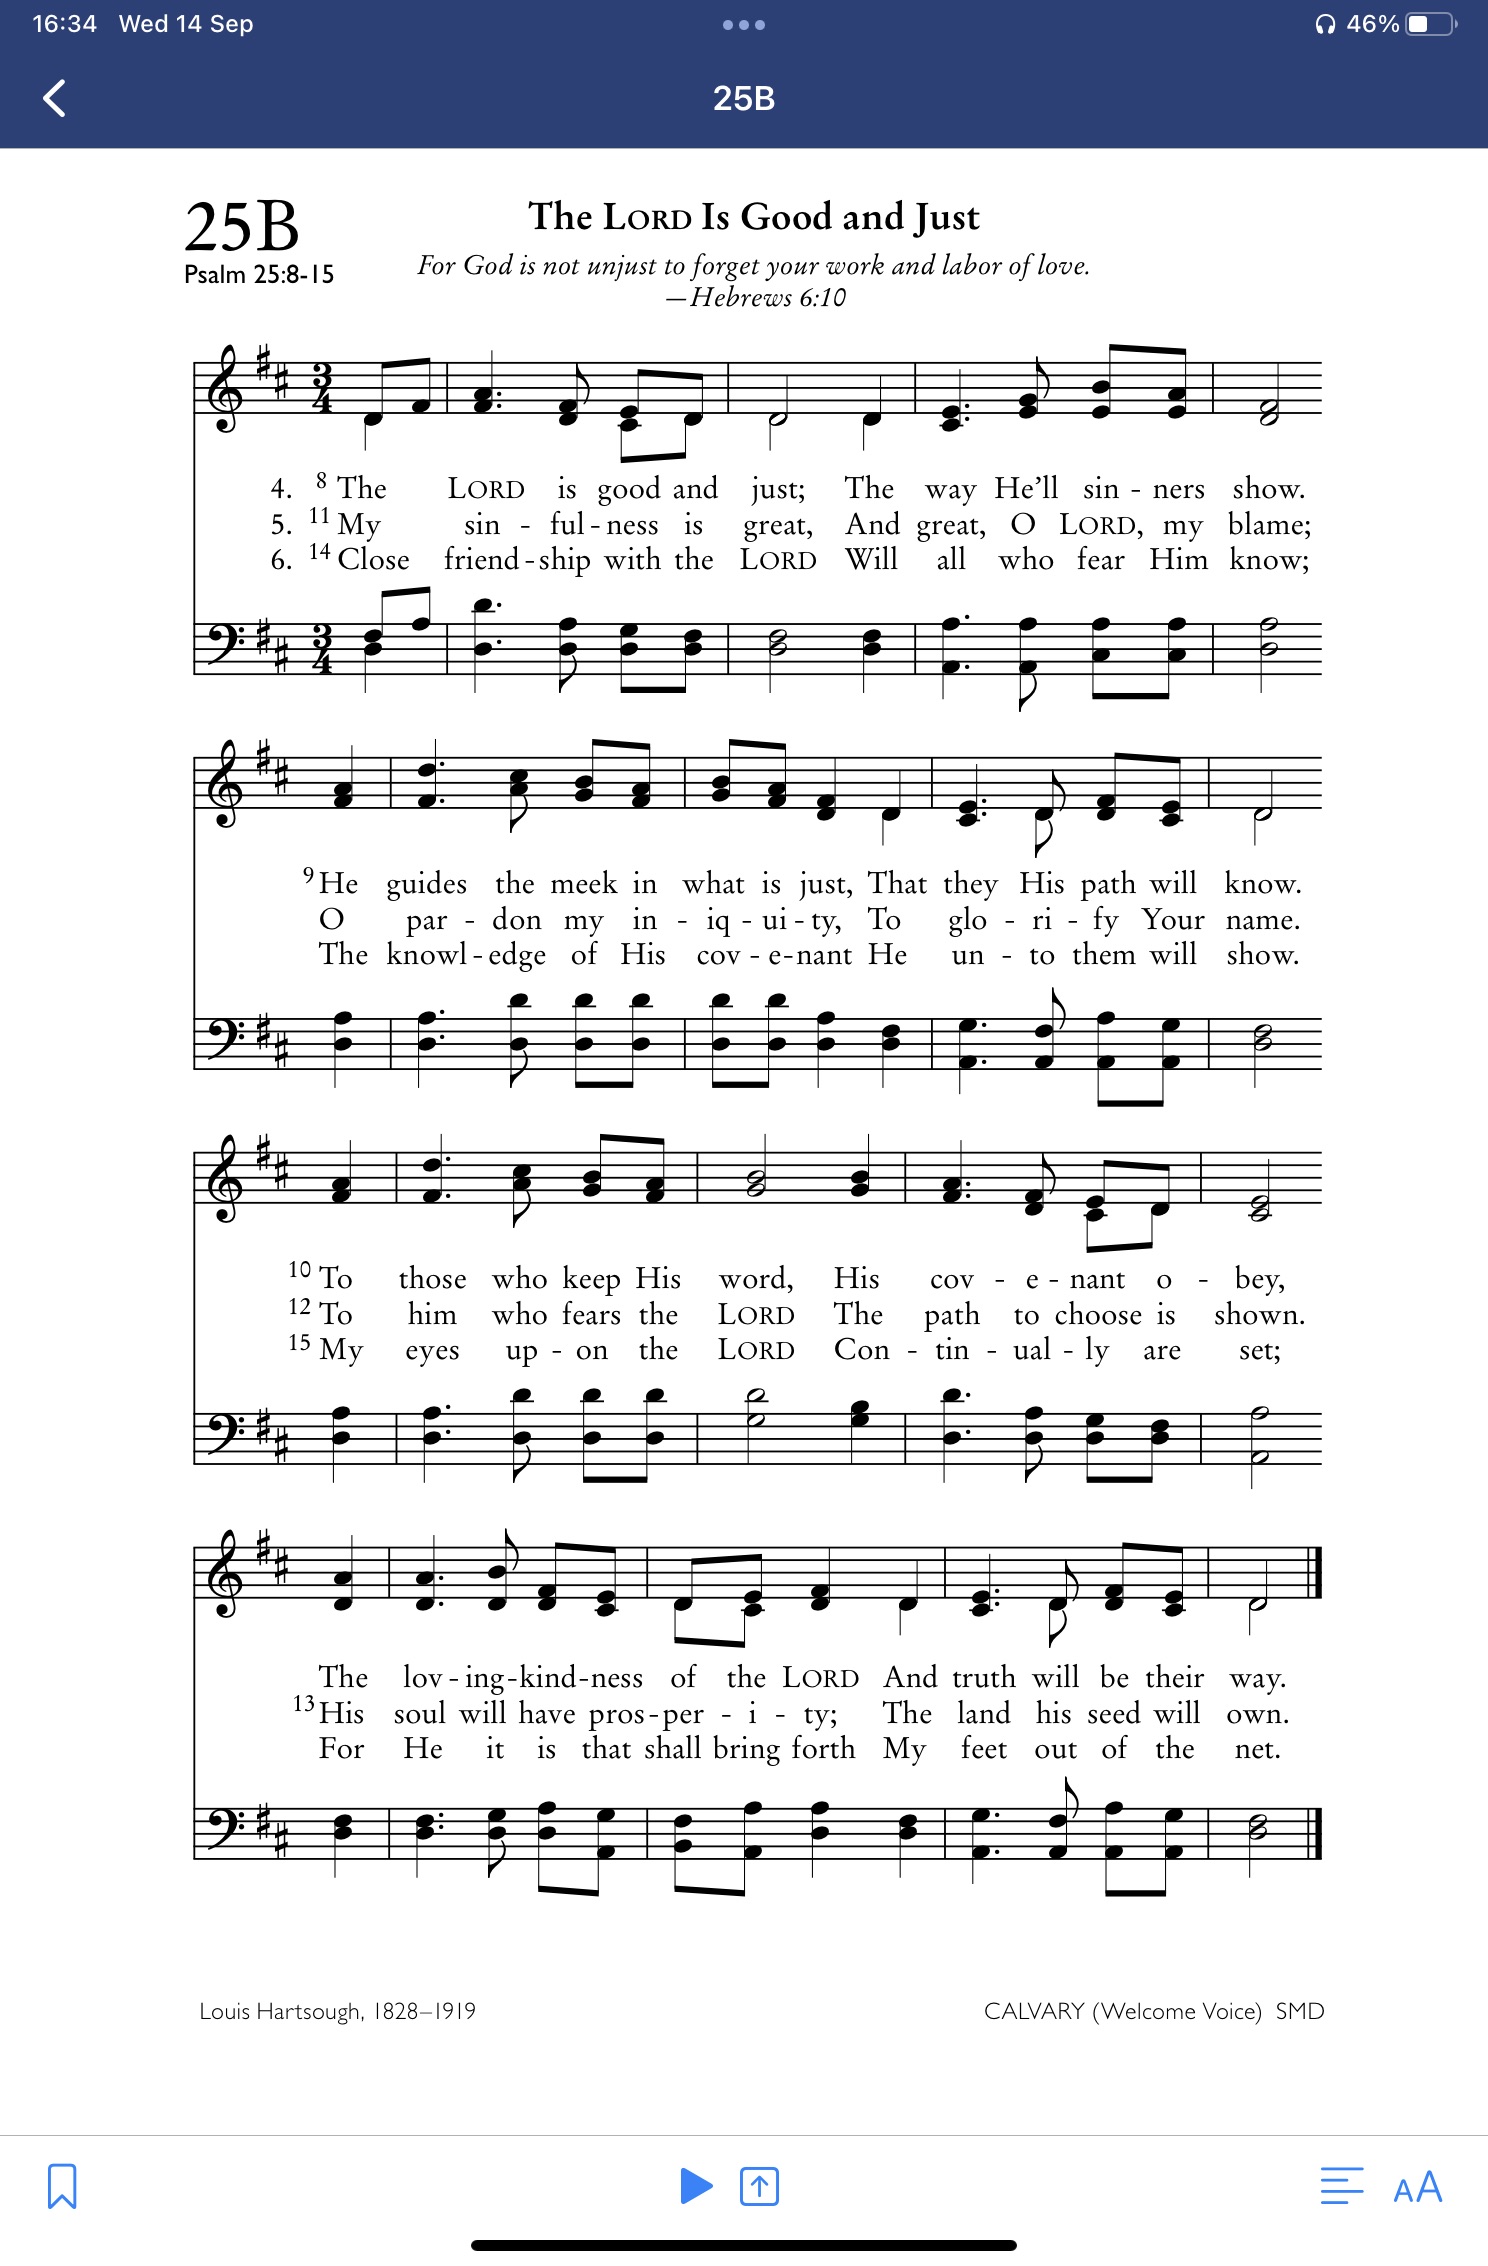 16:34 Wed 14 Sep
46%
25B
25B
The LORD Is Good and Just
Psalm 25:8-15
For God is not unjust to forget your work and labor of love.
—Hebrews 6:10
3 4
4. 8 The LORD is good and just; The way He’ll sin - ners show.
5. 11 My sin - ful - ness is great, And great, O LORD, my blame;
6. 14 Close friend - ship with the LORD Will all who fear Him know;
3 4
9 He guides the meek in what is just, That they His path will know.
O par - don my in - iq - ui - ty, To glo - ri - fy Your name.
The knowl - edge of His cov - e - nant He un - to them will show.
10 To those who keep His word, His cov - e - nant o - bey,
12 To him who fears the LORD The path to choose is shown.
15 My eyes up - on the LORD Con - tin - ual - ly are set;
The lov - ing - kind - ness of the LORD And truth will be their way.
13 His soul will have pros - per - i - ty; The land his seed will own.
For He it is that shall bring forth My feet out of the net.
Louis Hartsough, 1828–1919
CALVARY (Welcome Voice) SMD
AA